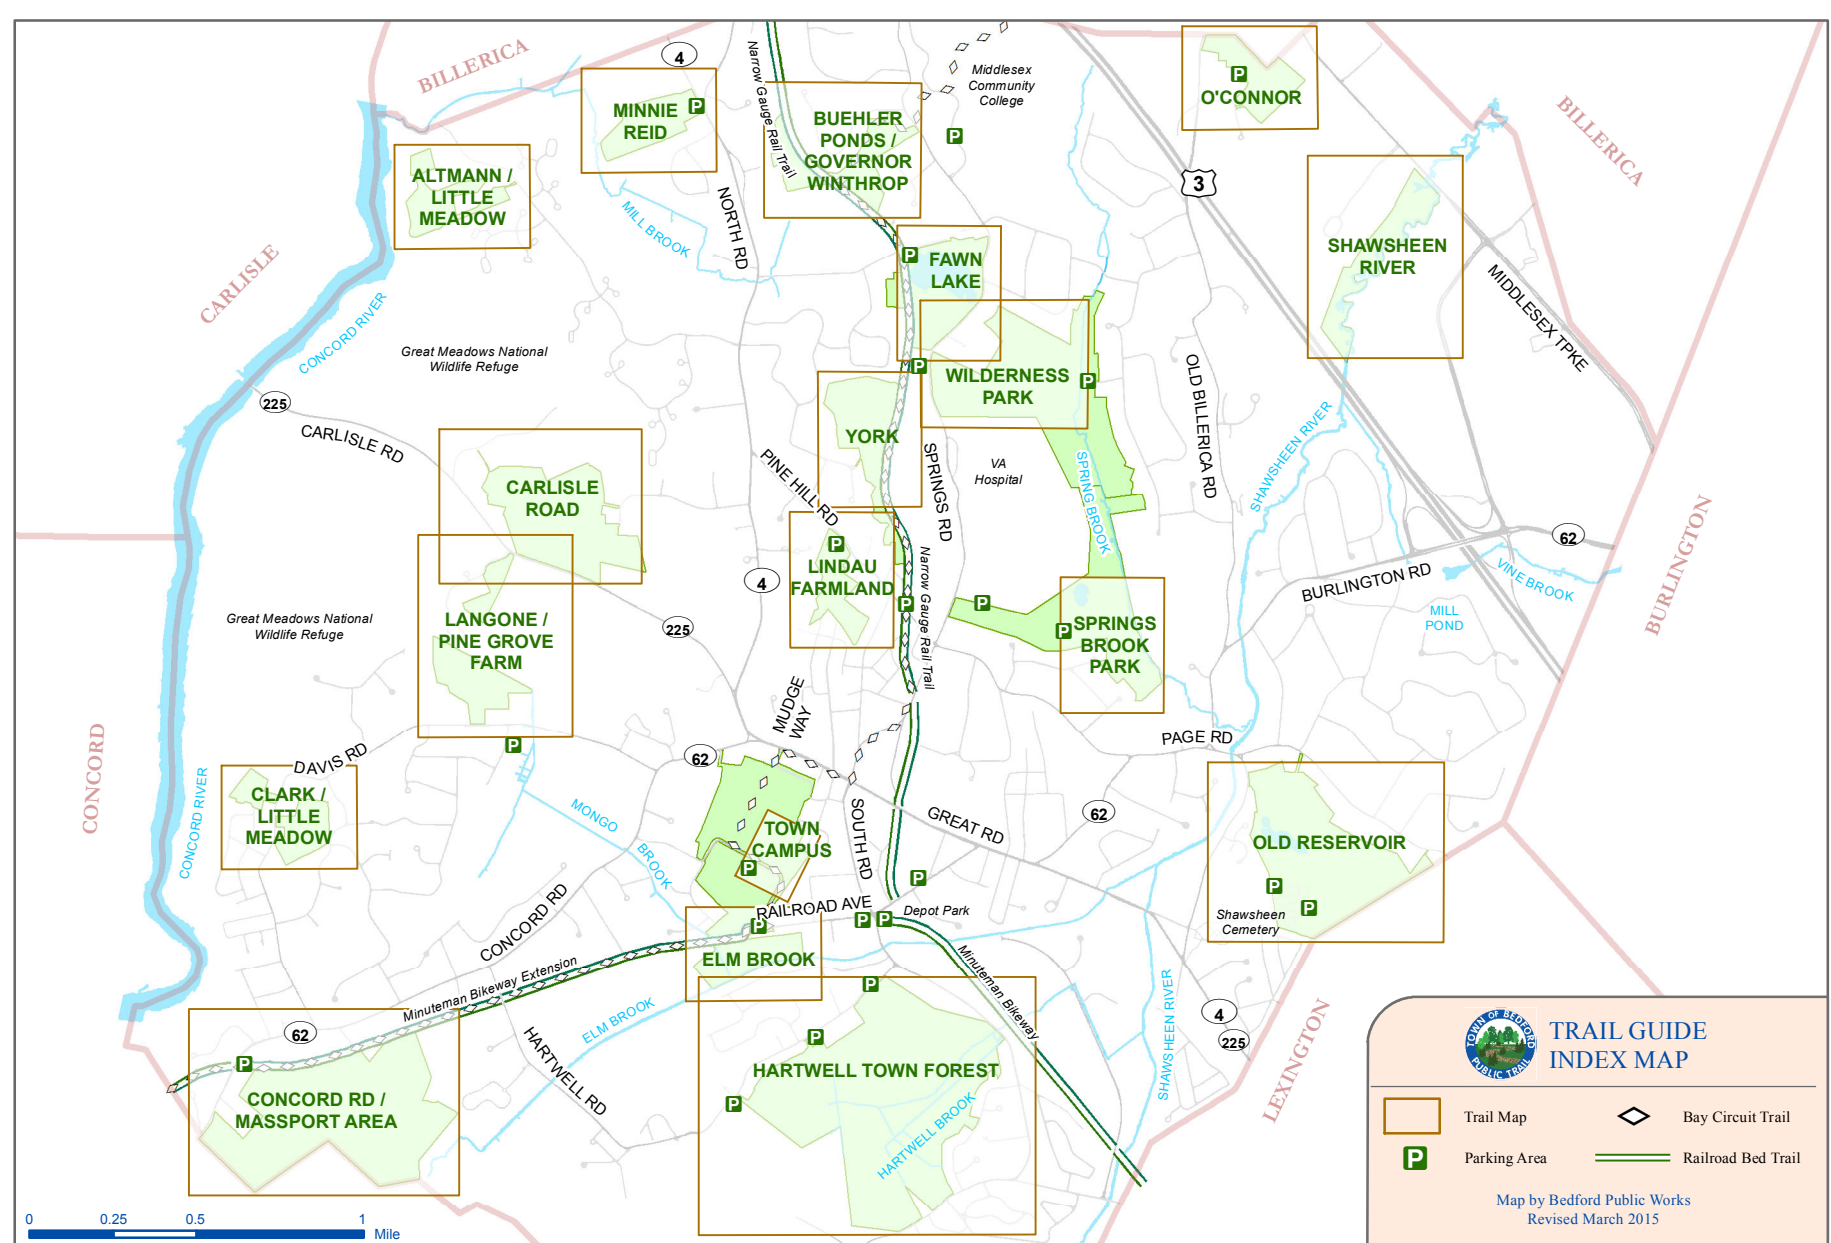 BILLERICA
4
Narrow Gauge Rail Trail
Middlesex
Community
College
P
O'CONNOR
P
MINNIE
REID
P
BUEHLER
PONDS /
GOVERNOR
WINTHROP
P
BILLERICA
ALTMANN /
LITTLE
MEADOW
3
MILL BROOK
NORTH RD
SHAWSHEEN
RIVER
CARLISLE
P
FAWN
LAKE
MIDDLESEX TPKE
CONCORD RIVER
Great Meadows National
Wildlife Refuge
P
WILDERNESS
PARK
P
OLD BILLERICA RD
225
CARLISLE RD
YORK
PINE HILL RD
SPRINGS RD
VA
Hospital
SPRING BROOK
SHAWSHEEN RIVER
CARLISLE
ROAD
62
BURLINGTON
P
LINDAU
FARMLAND
4
Narrow Gauge Rail Trail
P
BURLINGTON RD
VINE BROOK
MILL
POND
Great Meadows National
Wildlife Refuge
LANGONE /
PINE GROVE
FARM
225
P
P
SPRINGS
BROOK
PARK
MUDGE
WAY
CONCORD
P
DAVIS RD
62
PAGE RD
CONCORD RIVER
CLARK /
LITTLE
MEADOW
MONGO
BROOK
TOWN
CAMPUS
P
SOUTH RD
GREAT RD
62
OLD RESERVOIR
P
P
Shawsheen
Cemetery
P
CONCORD RD
RAILROAD AVE
P
P
P
Depot Park
ELM BROOK
Minuteman Bikeway Extension
Minuteman Bikeway
P
ELM BROOK
SHAWSHEEN RIVER
4
225
LEXINGTON
62
P
HARTWELL RD
P
HARTWELL TOWN FOREST
P
HARTWELL BROOK
CONCORD RD /
MASSPORT AREA
TOWN OF BEDFORD
PUBLIC TRAIL
TRAIL GUIDE
INDEX MAP
Trail Map
Bay Circuit Trail
P
Parking Area
Railroad Bed Trail
Map by Bedford Public Works
Revised March 2015
0 0.25 0.5 1
Mile